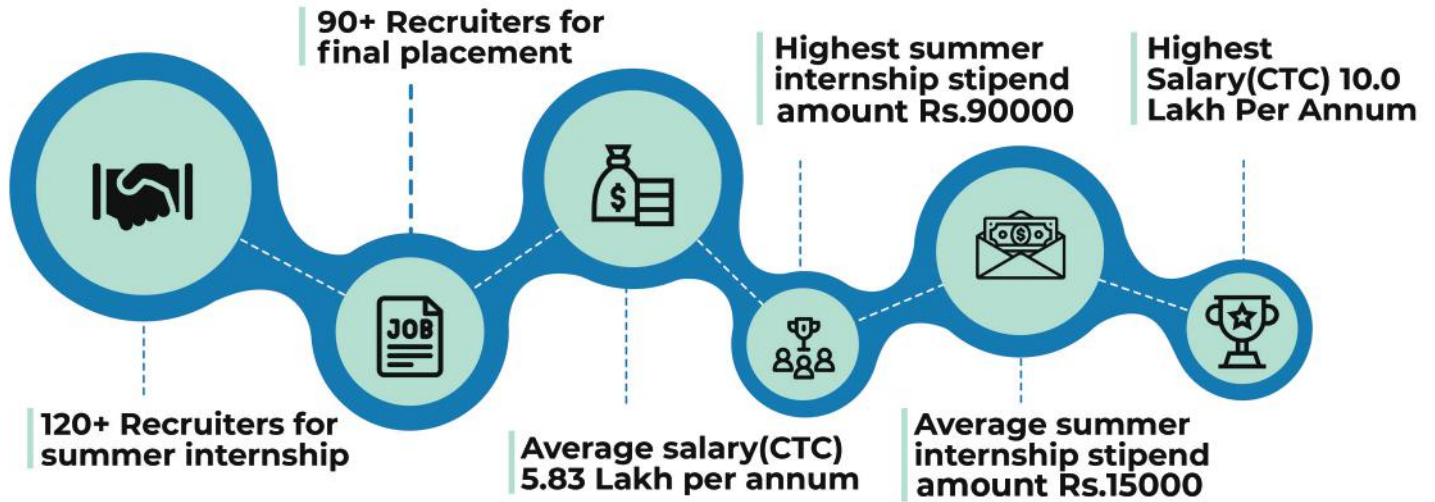 90+ Recruiters for
final placement
Highest summer
internship stipend
amount Rs.90000
Highest
Salary(CTC) 10.0
Lakh Per Annum
$
$
JOB
120+ Recruiters for
summer internship
Average salary(CTC)
5.83 Lakh per annum
Average summer
internship stipend
amount Rs.15000